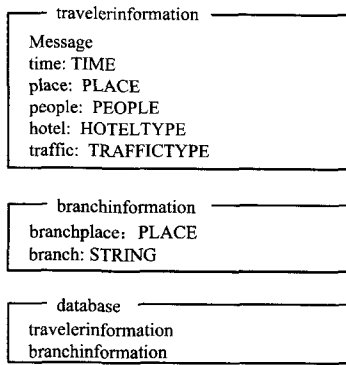 travelerinformation
Message
time: TIME
place: PLACE
people: PEOPLE
hotel: HOTELTYPE
traffic: TRAFFICTYPE
branchinformation
branchplace: PLACE
branch: STRING
database
travelerinformation
branchinformation